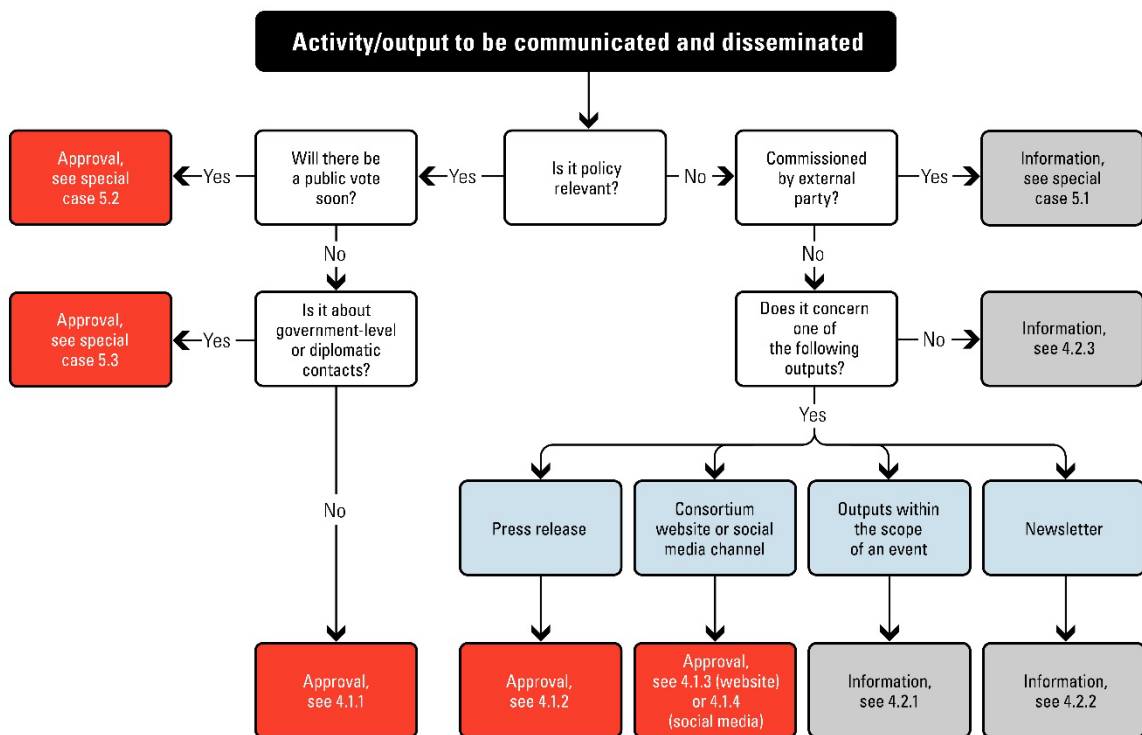 Activity/output to be communicated and disseminated
Approval,
see special
case 5.2
Yes
Will there be
a public vote
soon?
Yes
Is it policy
relevant?
No
Commissioned
by external
party?
Yes
Information,
see special
case 5.1
No
No
Approval,
see special
case 5.3
Yes
Is it about
government-level
or diplomatic
contacts?
Does it concern
one of
the following
outputs?
No
Information,
see 4.2.3
Yes
No
Press release
Consortium
website or social
media channel
Outputs within
the scope
of an event
Newsletter
Approval,
see 4.1.1
Approval,
see 4.1.2
Approval,
see 4.1.3 (website)
or 4.1.4
(social media)
Information,
see 4.2.1
Information,
see 4.2.2